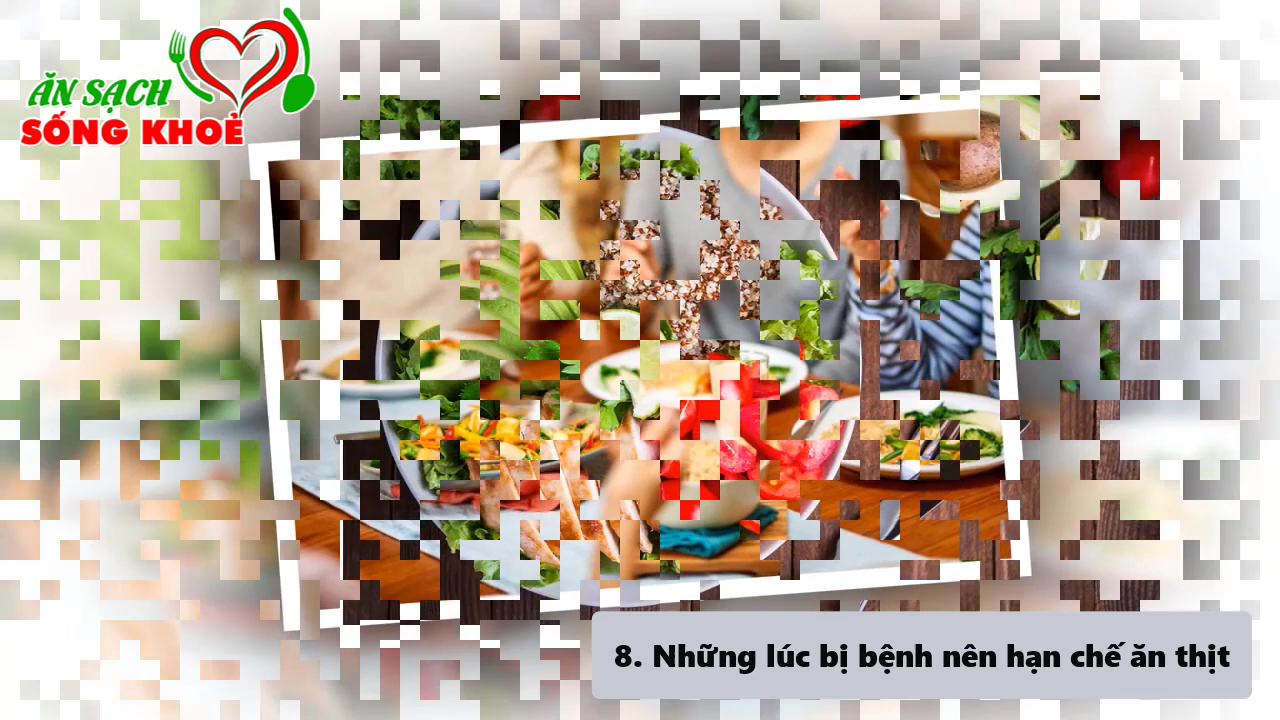 ĂN SẠCH
SỐNG KHOẺ
8. Những lúc bị bệnh nên hạn chế ăn thịt